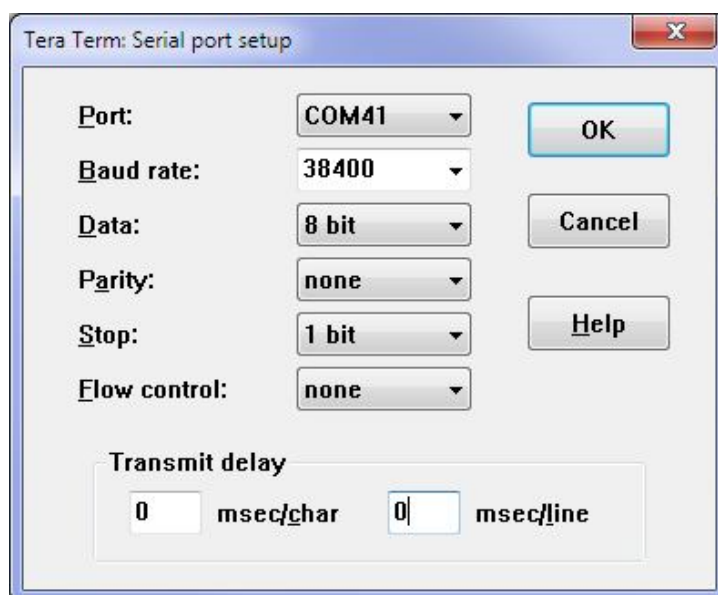 Tera Term: Serial port setup
Port: COM41 OK
Baud rate: 38400
Data: 8 bit Cancel
Parity: none
Stop: 1 bit Help
Flow control: none
Transmit delay
0 msec/char 0 msec/line